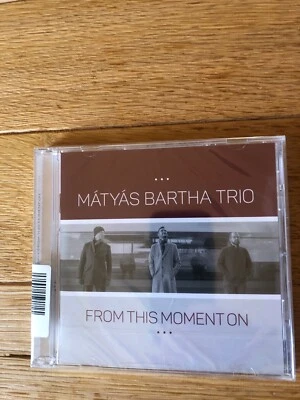 MÁTYÁS BARTHA TRIO
FROM THIS MOMENT ON